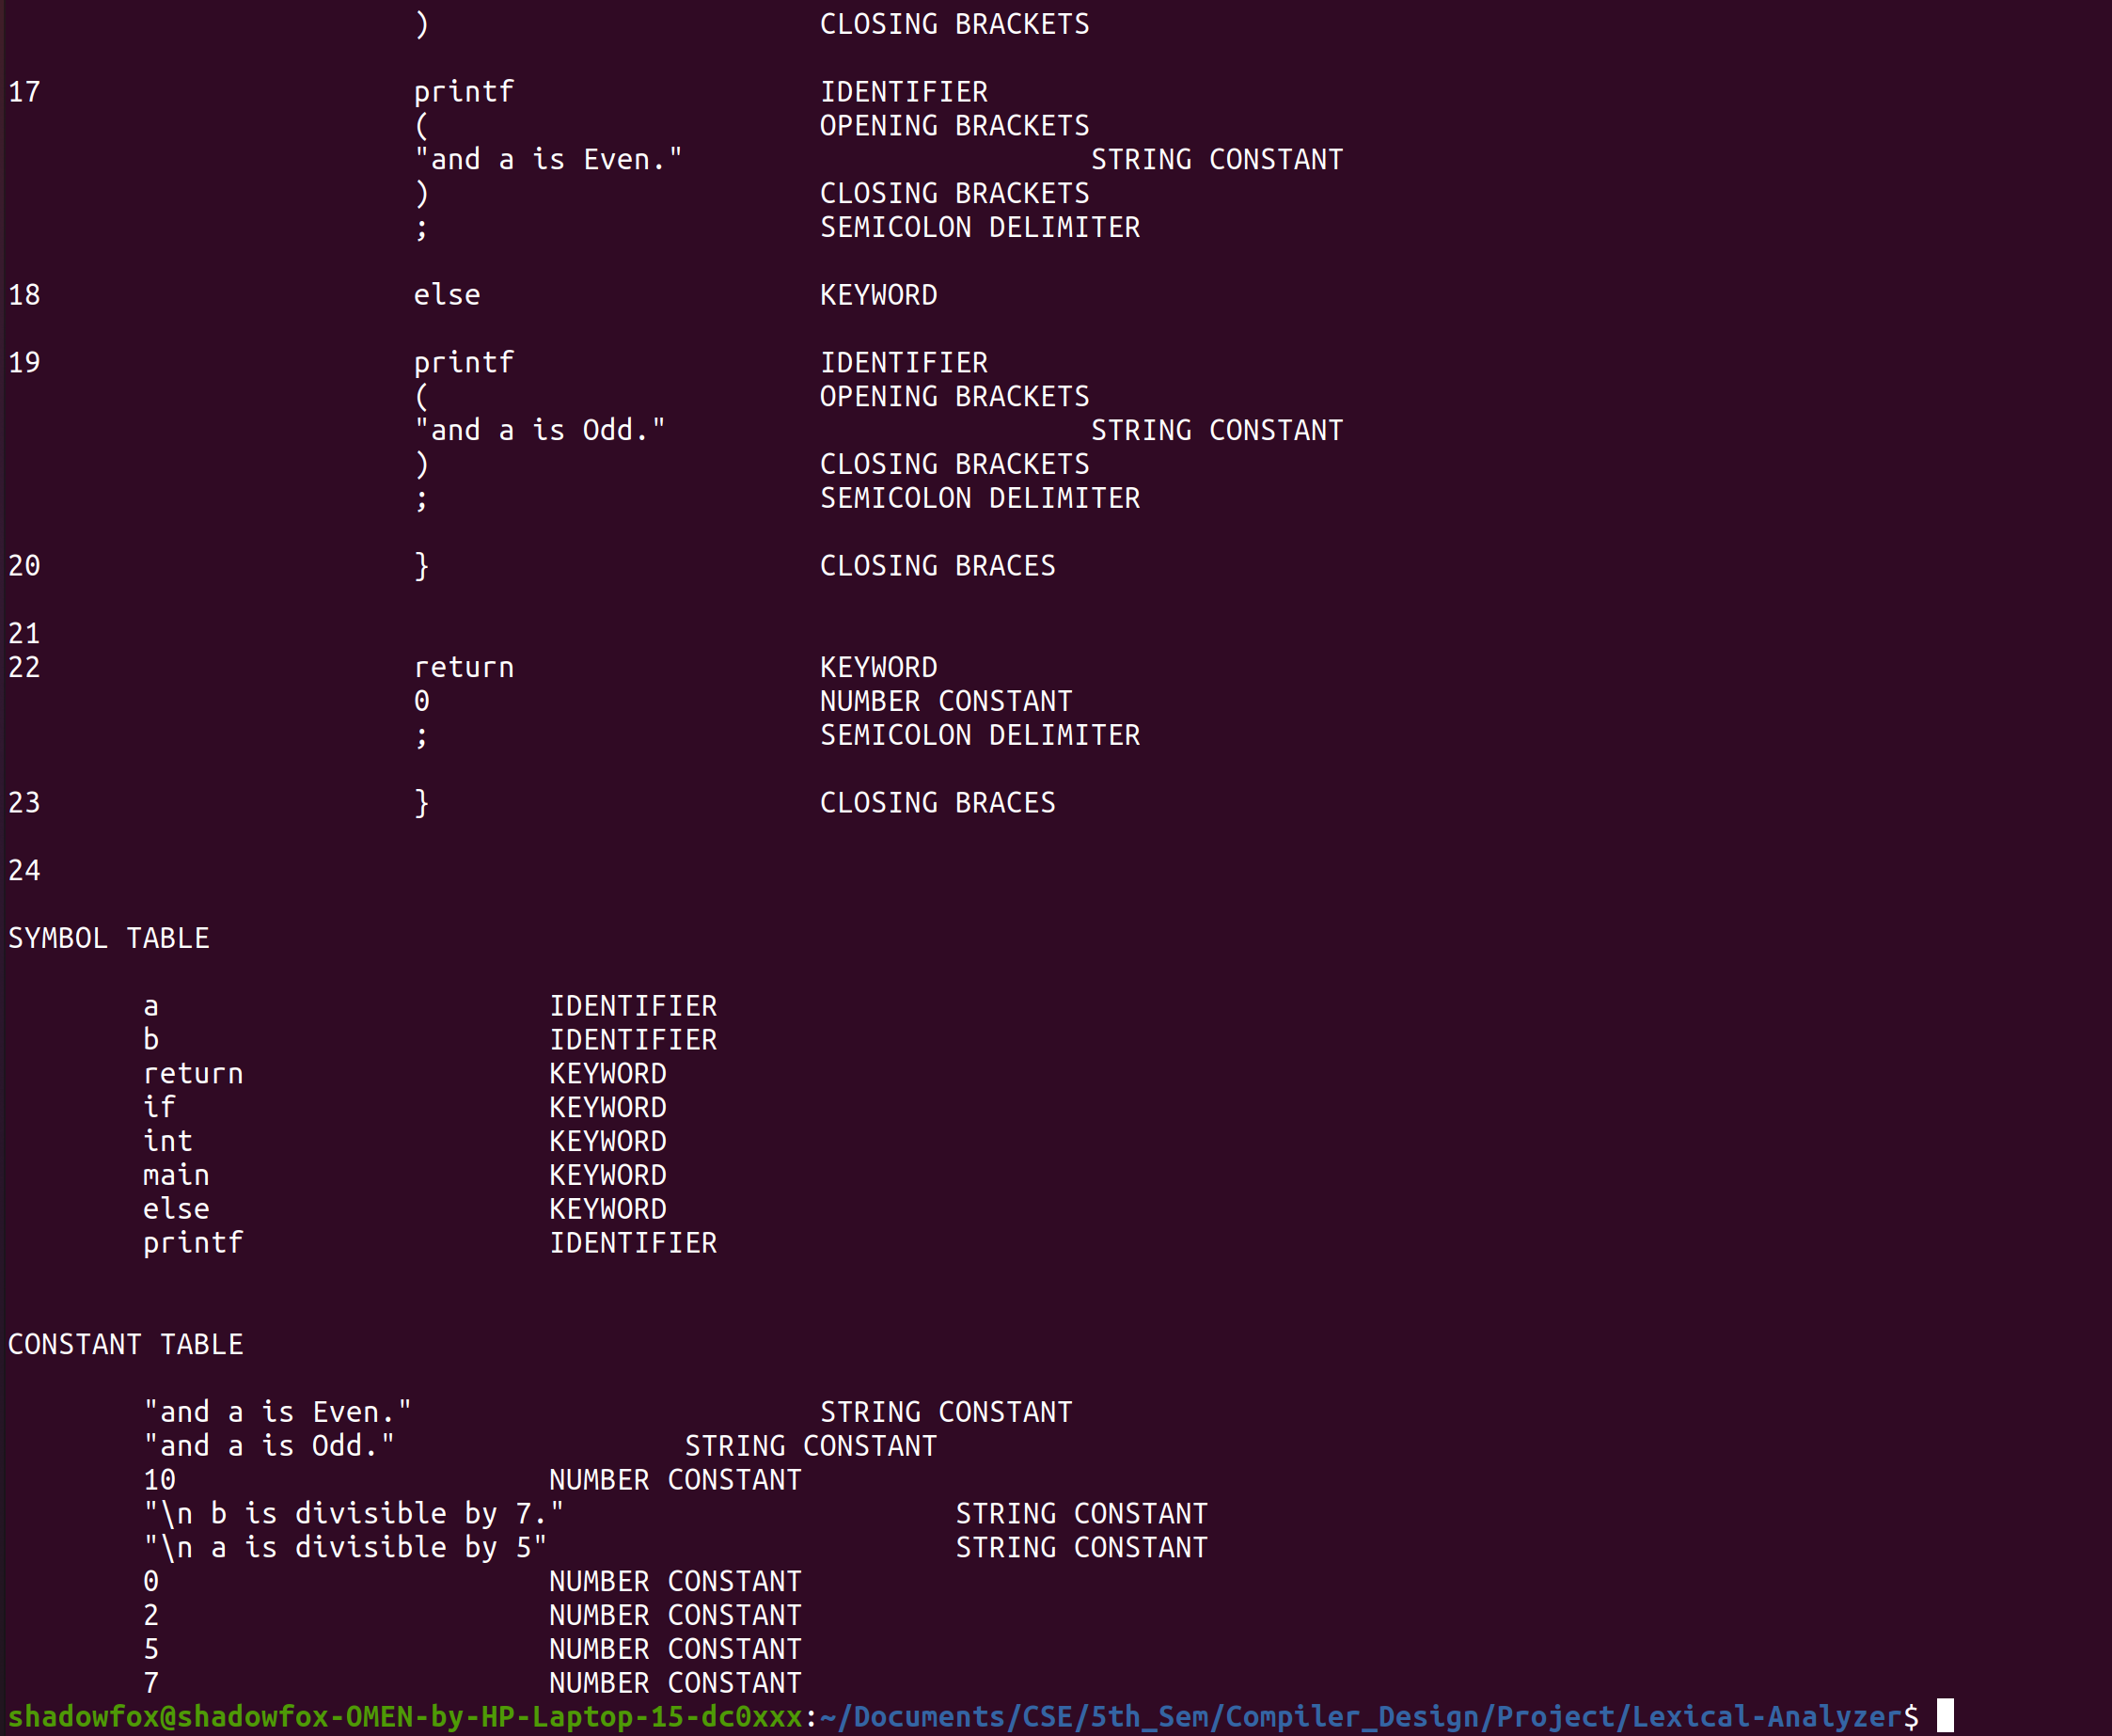 ) CLOSING BRACKETS
17 printf IDENTIFIER
( OPENING BRACKETS
"and a is Even." STRING CONSTANT
) CLOSING BRACKETS
; SEMICOLON DELIMITER
18 else KEYWORD
19 printf IDENTIFIER
( OPENING BRACKETS
"and a is Odd." STRING CONSTANT
) CLOSING BRACKETS
; SEMICOLON DELIMITER
20 } CLOSING BRACES
21
22 return KEYWORD
0 NUMBER CONSTANT
; SEMICOLON DELIMITER
23 } CLOSING BRACES
24
SYMBOL TABLE
a IDENTIFIER
b IDENTIFIER
return KEYWORD
if KEYWORD
int KEYWORD
main KEYWORD
else KEYWORD
printf IDENTIFIER
CONSTANT TABLE
"and a is Even." STRING CONSTANT
"and a is Odd." STRING CONSTANT
10 NUMBER CONSTANT
"\n b is divisible by 7." STRING CONSTANT
"\n a is divisible by 5" STRING CONSTANT
0 NUMBER CONSTANT
2 NUMBER CONSTANT
5 NUMBER CONSTANT
7 NUMBER CONSTANT
shadowfox@shadowfox-OMEN-by-HP-Laptop-15-dc0xxx:~/Documents/CSE/5th_Sem/Compiler_Design/Project/Lexical-Analyzer$